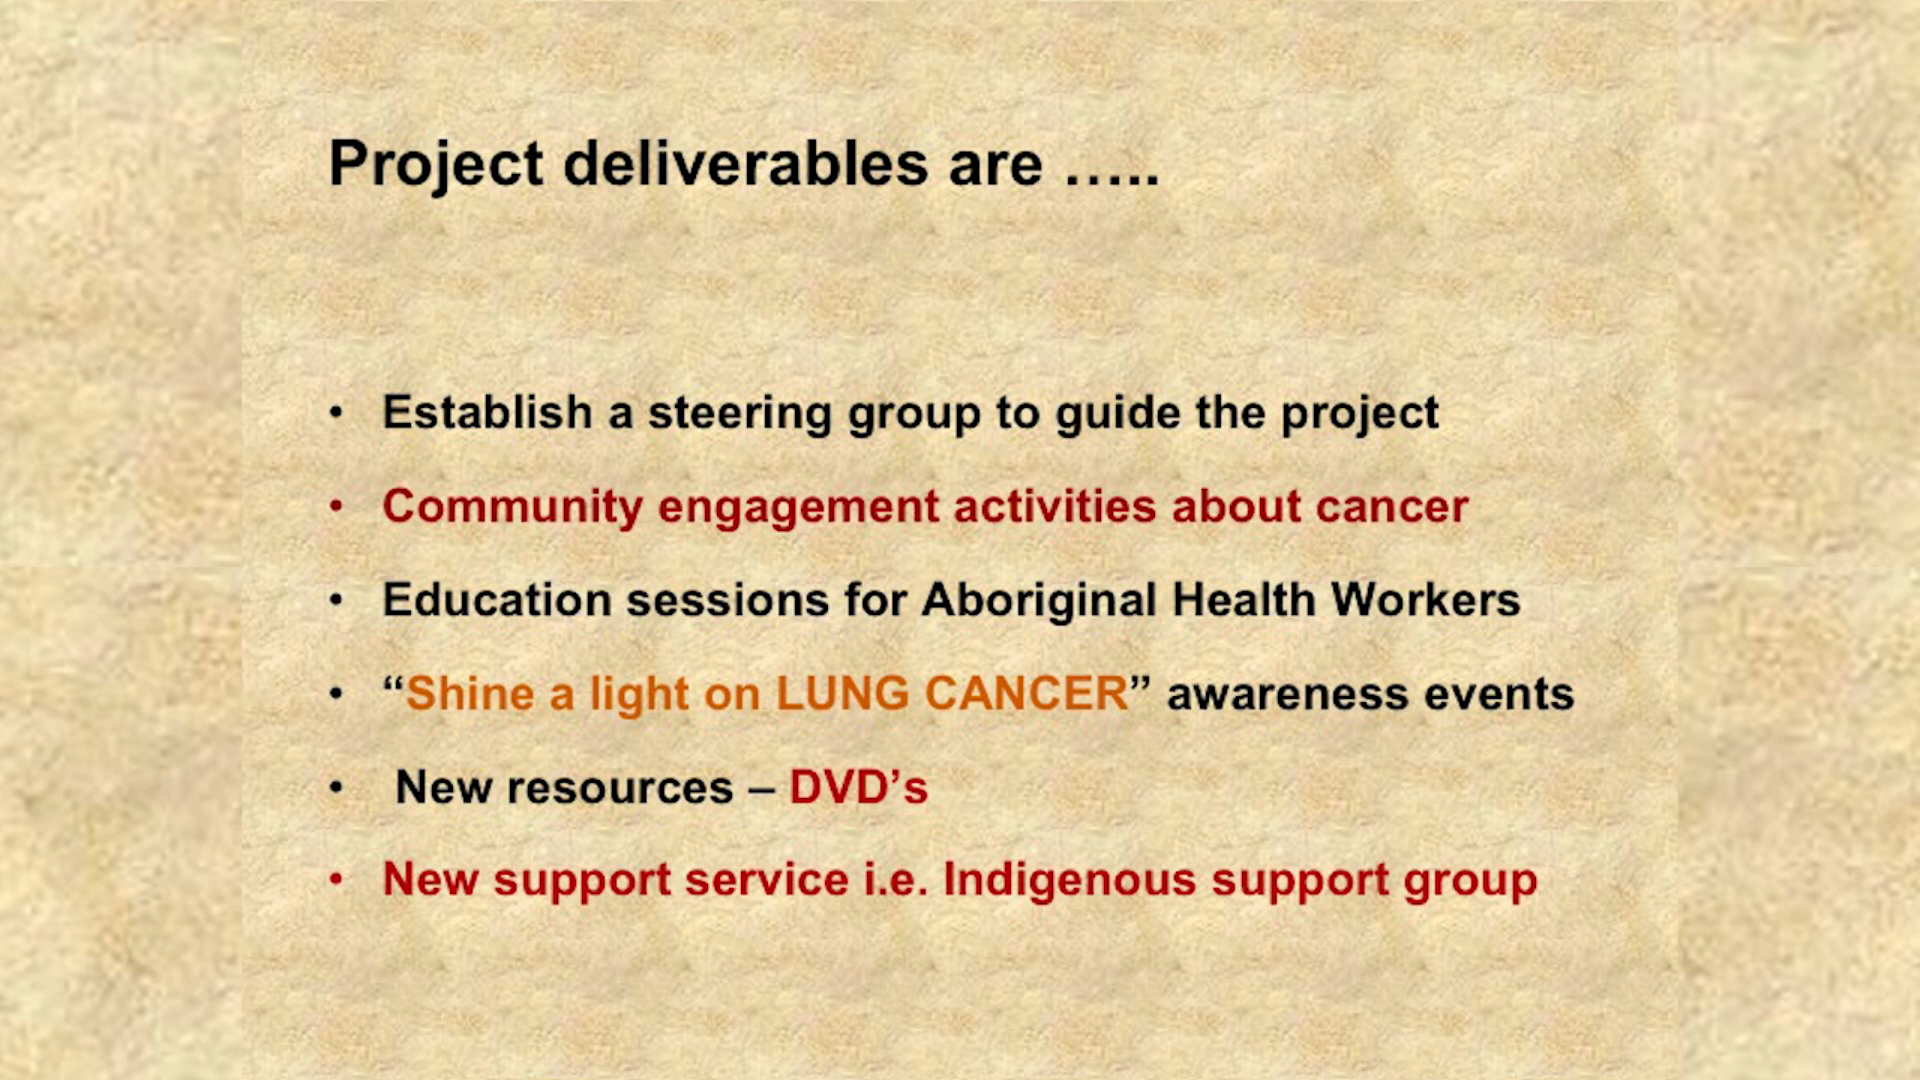 Project deliverables are …..
• Establish a steering group to guide the project
• Community engagement activities about cancer
• Education sessions for Aboriginal Health Workers
• “Shine a light on LUNG CANCER” awareness events
• New resources – DVD’s
• New support service i.e. Indigenous support group